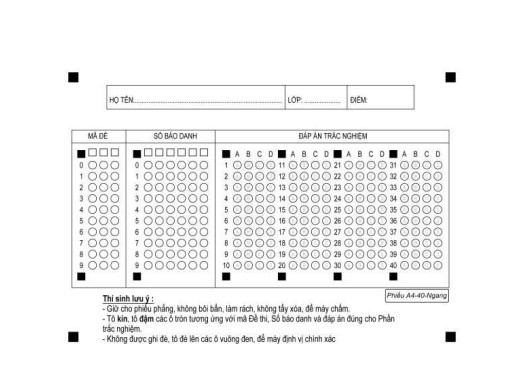 HỌ TÊN:.......................................................................... LỚP: .................. ĐIỂM:
MÃ ĐỀ SỐ BÁO DANH ĐÁP ÁN TRẮC NGHIỆM
A B C D A B C D A B C D A B C D
0 0 1 11 21 31
1 1 2 12 22 32
2 2 3 13 23 33
3 3 4 14 24 34
4 4 5 15 25 35
5 5 6 16 26 36
6 6 7 17 27 37
7 7 8 18 28 38
8 8 9 19 29 39
9 9 10 20 30 40
Phiếu A4-40-Ngang
Thí sinh lưu ý :
- Giữ cho phiếu phẳng, không bôi bẩn, làm rách, không tẩy xóa, để máy chấm.
- Tô kín, tô đậm các ô tròn tương ứng với mã Đề thi, Số báo danh và đáp án đúng cho Phần
trắc nghiệm.
- Không được ghi đè, tô đè lên các ô vuông đen, để máy định vị chính xác